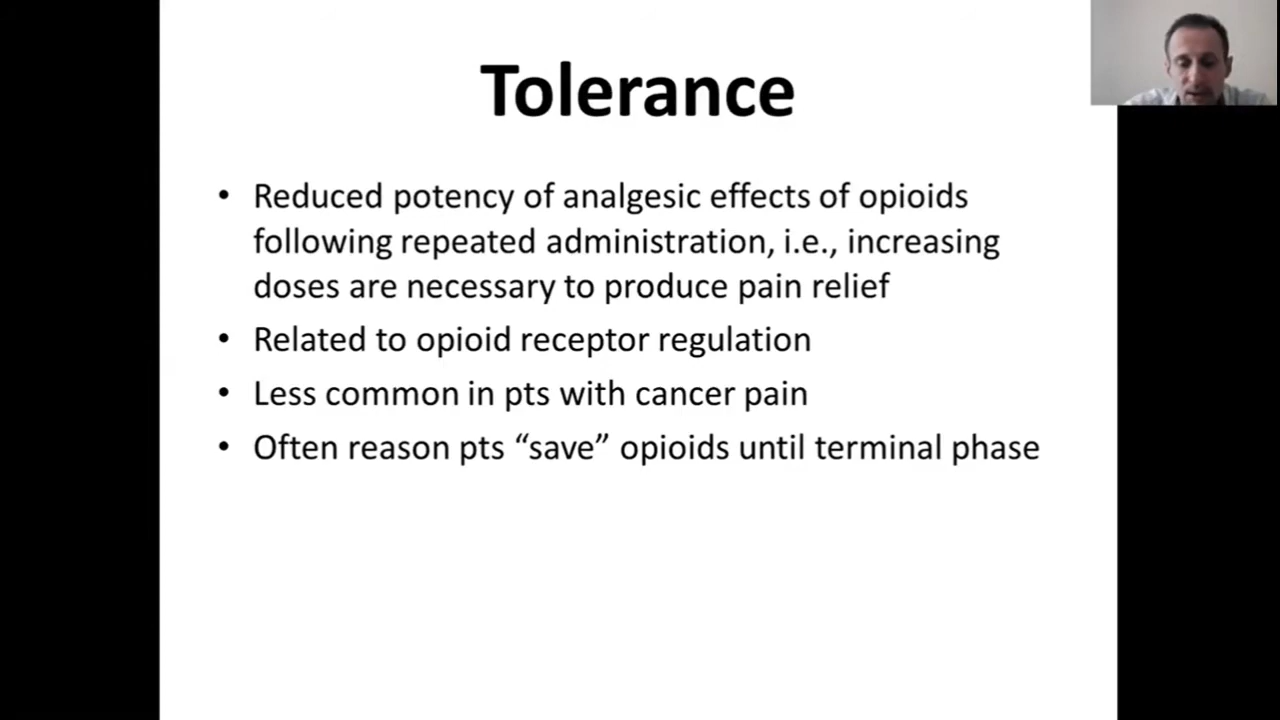 Tolerance
• Reduced potency of analgesic effects of opioids
following repeated administration, i.e., increasing
doses are necessary to produce pain relief
• Related to opioid receptor regulation
• Less common in pts with cancer pain
• Often reason pts “save” opioids until terminal phase